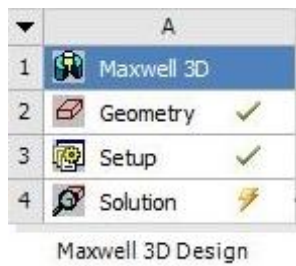 A
1 Maxwell 3D
2 Geometry
3 Setup
4 Solution
Maxwell 3D Design